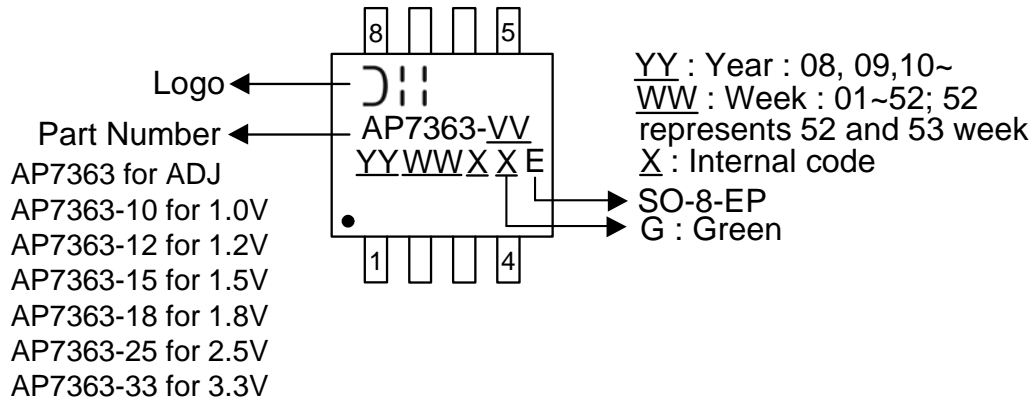 8 5
Logo
Part Number
AP7363 for ADJ
AP7363-10 for 1.0V
AP7363-12 for 1.2V
AP7363-15 for 1.5V
AP7363-18 for 1.8V
AP7363-25 for 2.5V
AP7363-33 for 3.3V
AP7363-VV
YY WW X X E
1 4
YY : Year : 08, 09,10~
WW : Week : 01~52; 52
represents 52 and 53 week
X : Internal code
SO-8-EP
G : Green